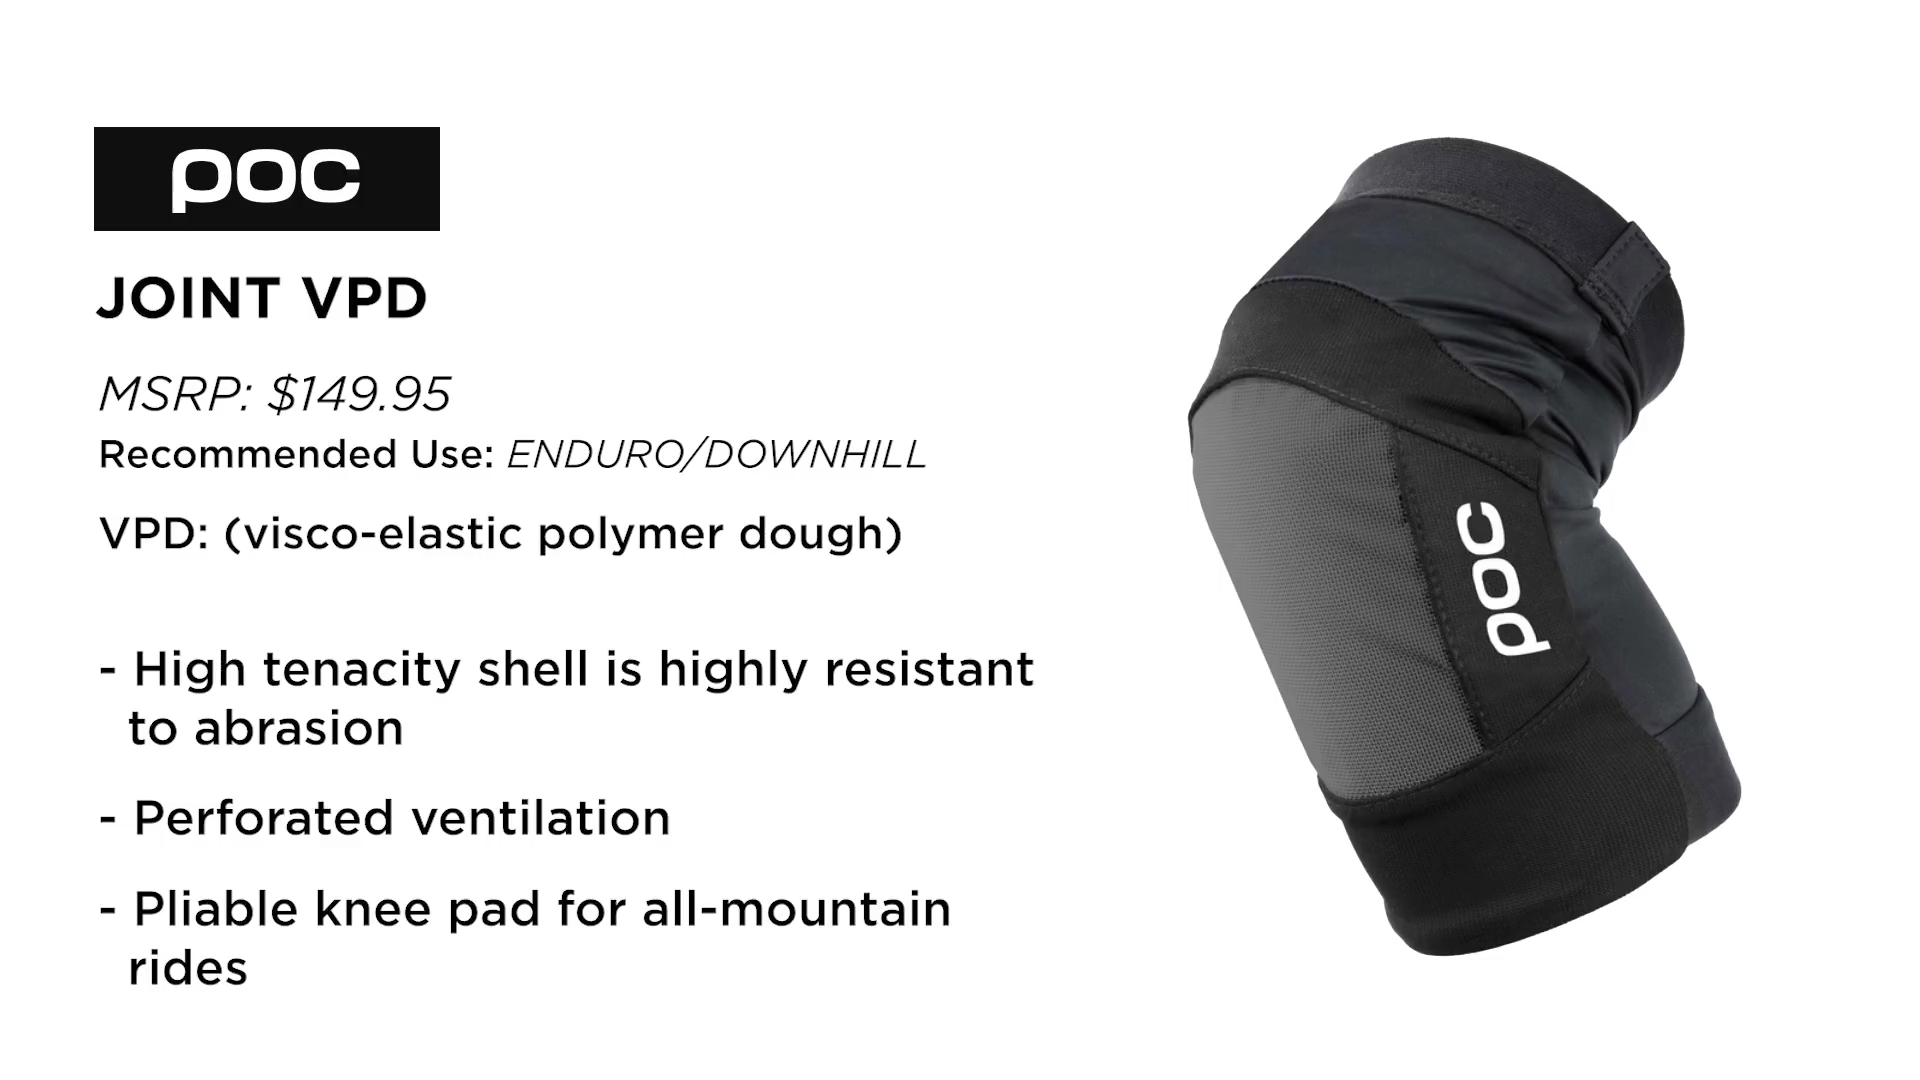 POC
JOINT VPD
MSRP: $149.95
Recommended Use: ENDURO/DOWNHILL
VPD: (visco-elastic polymer dough)
- High tenacity shell is highly resistant
to abrasion
- Perforated ventilation
- Pliable knee pad for all-mountain
rides
POC